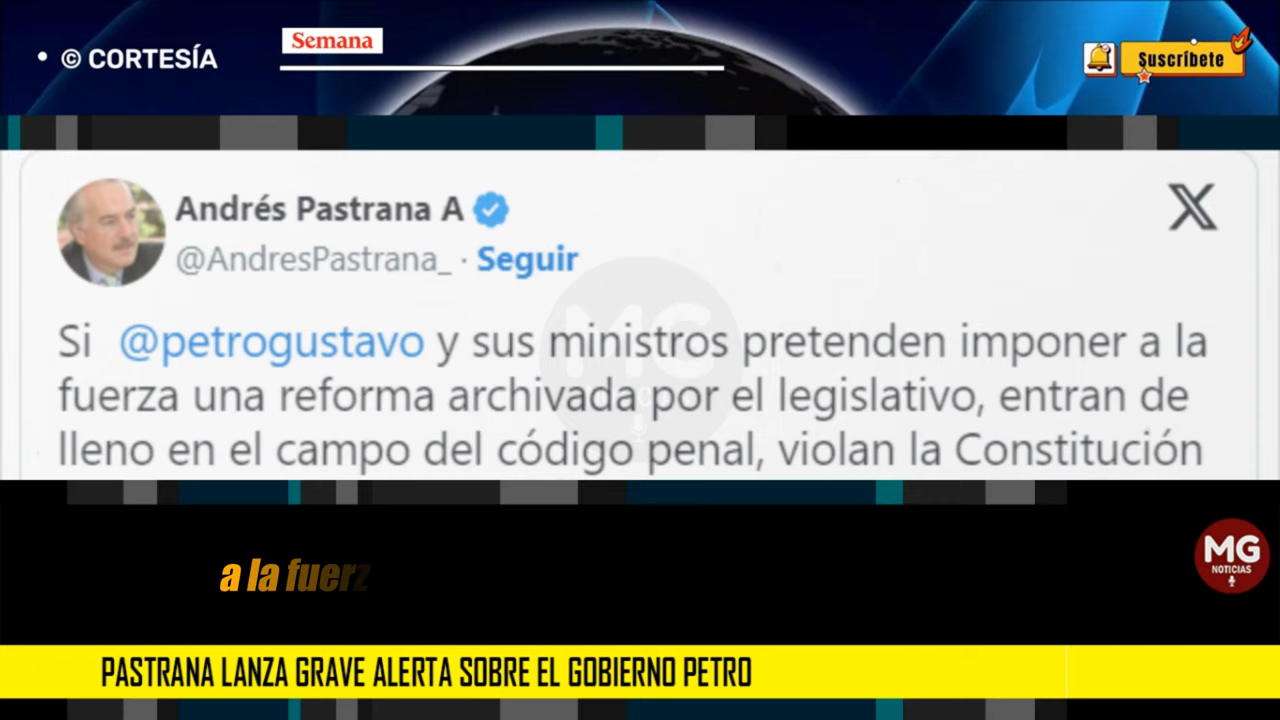 • © CORTESÍA
Semana
Suscríbete
Andrés Pastrana A
@AndresPastrana_ · Seguir
Si @petrogustavo y sus ministros pretenden imponer a la
fuerza una reforma archivada por el legislativo, entran de
lleno en el campo del código penal, violan la Constitución
MG
a la fuerz
MG
NOTICIAS
PASTRANA LANZA GRAVE ALERTA SOBRE EL GOBIERNO PETRO